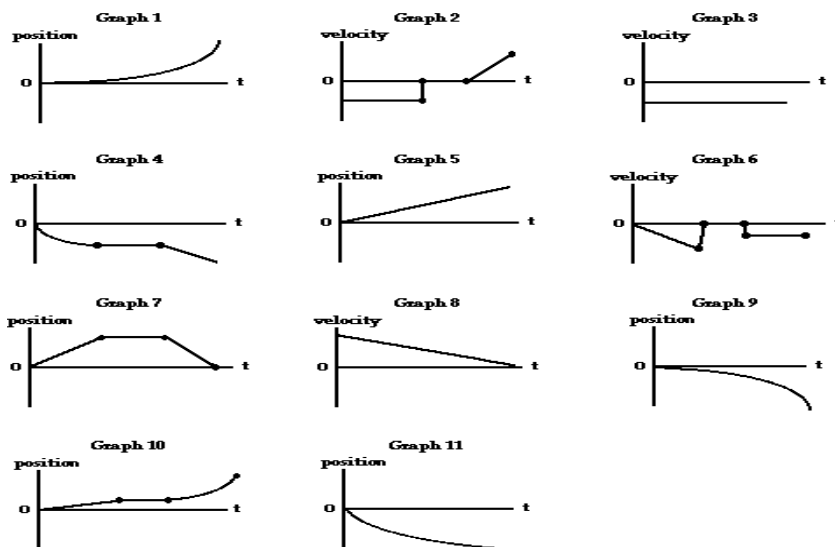 Graph 1
position
0
t
Graph 2
velocity
0
t
Graph 3
velocity
0
t
Graph 4
position
0
t
Graph 5
position
0
t
Graph 6
velocity
0
t
Graph 7
position
0
t
Graph 8
velocity
0
t
Graph 9
position
0
t
Graph 10
position
0
t
Graph 11
position
0
t